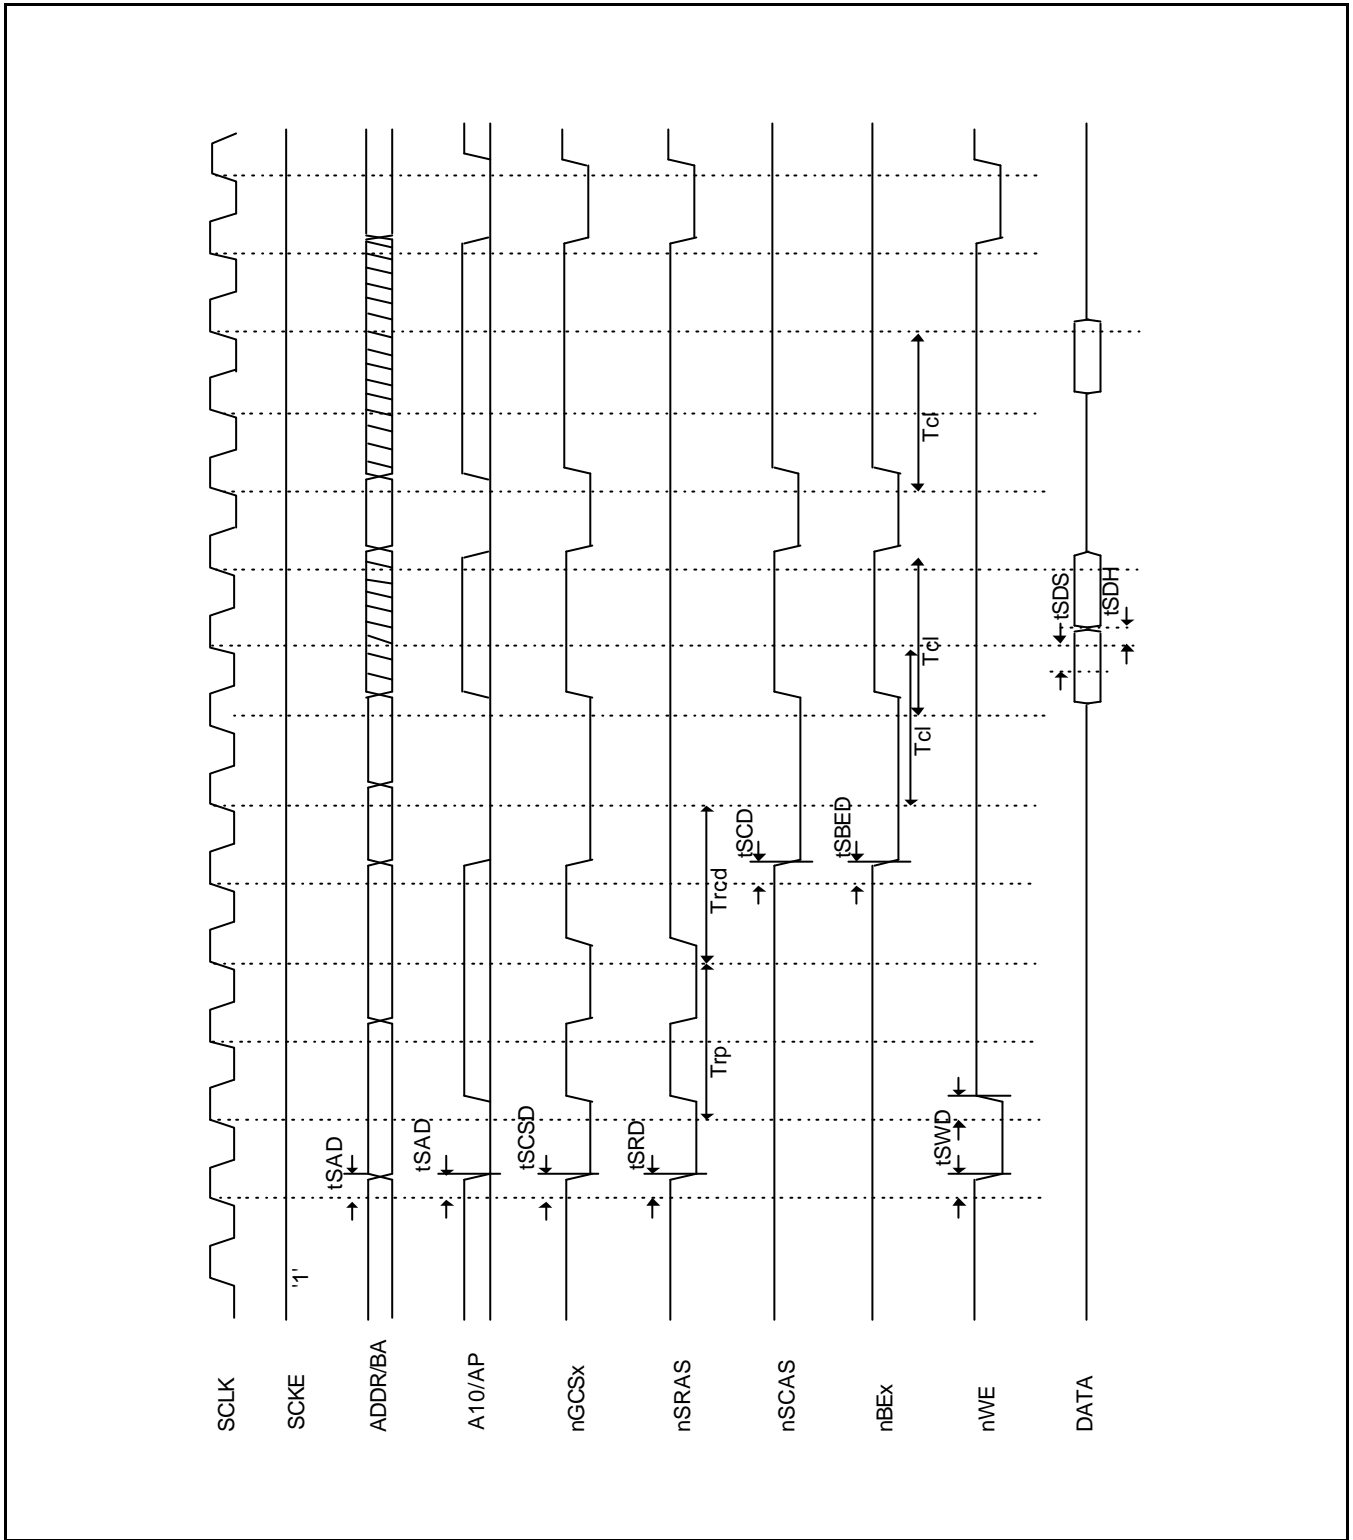 SCLK
SCKE
'1'
ADDR/BA
tSAD
A10/AP
tSAD
nGCSx
tSCSD
nSRAS
tSRD
Trp
Trcd
nSCAS
tSCD
nBEx
tSBED
Tcl
Tcl
Tcl
nWE
tSWD
DATA
tSDS
tSDH